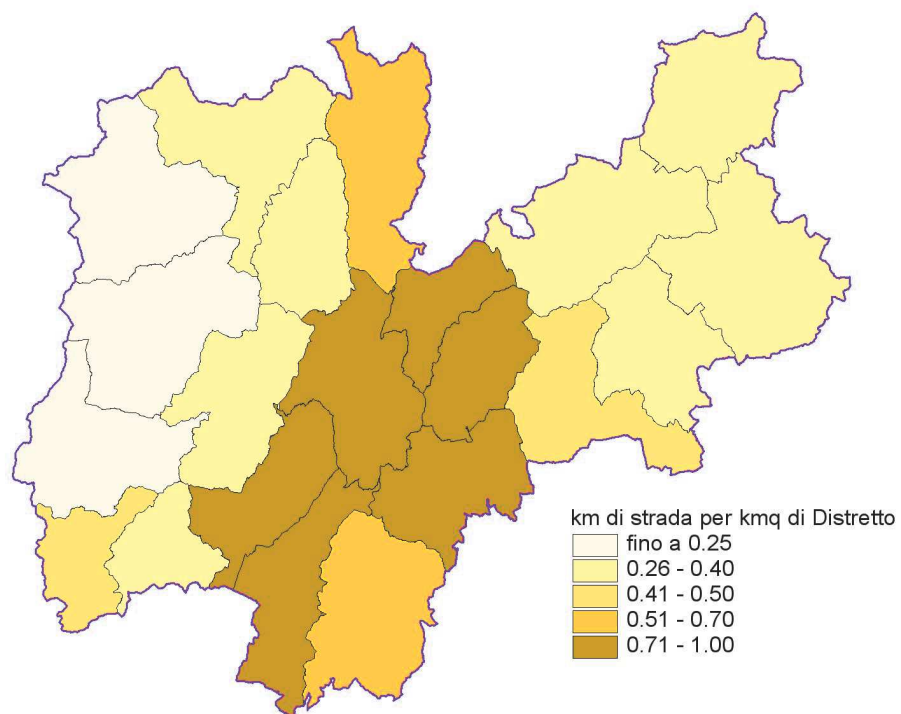 km di strada per kmq di Distretto
fino a 0.25
0.26 - 0.40
0.41 - 0.50
0.51 - 0.70
0.71 - 1.00